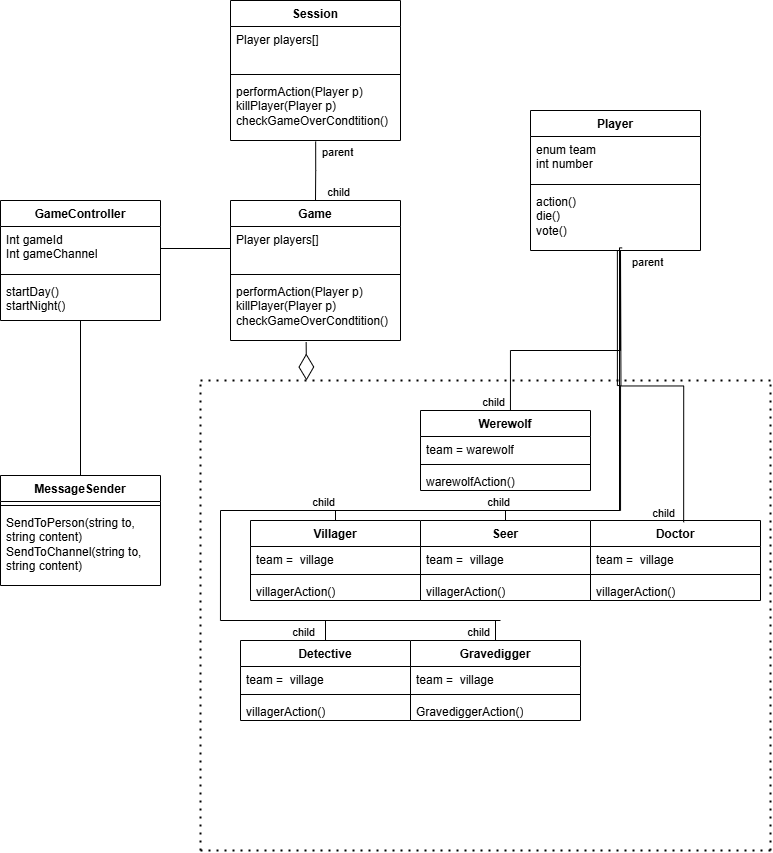 Session
Player players[]
performAction(Player p)
killPlayer(Player p)
checkGameOverCondtition()
parent
child
Player
enum team
int number
action()
die()
vote()
parent
GameController
Int gameId
Int gameChannel
startDay()
startNight()
Game
Player players[]
performAction(Player p)
killPlayer(Player p)
checkGameOverCondtition()
child
Werewolf
team = warewolf
warewolfAction()
MessageSender
SendToPerson(string to,
string content)
SendToChannel(string to,
string content)
child
child
child
Villager
Seer
Doctor
team =  village
team =  village
team =  village
villagerAction()
villagerAction()
villagerAction()
child
child
Detective
Gravedigger
team =  village
team =  village
villagerAction()
GravediggerAction()